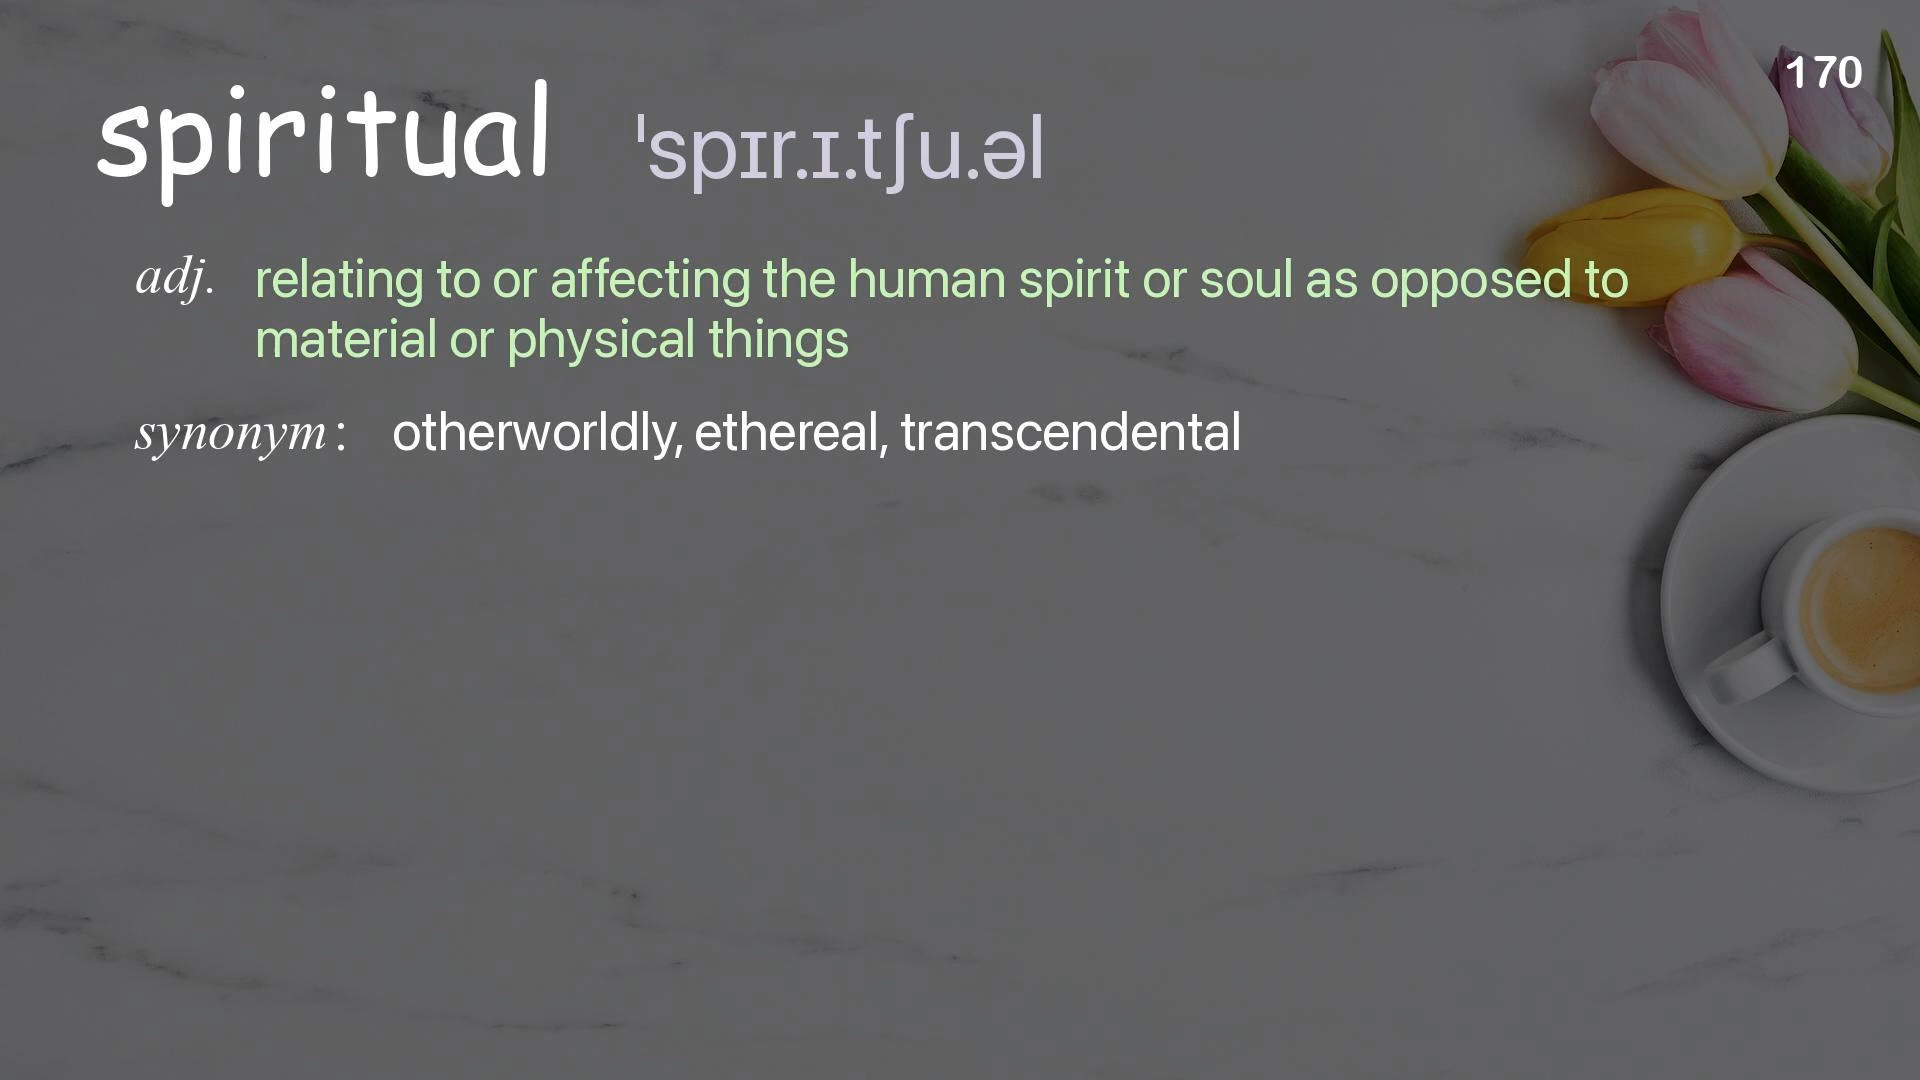 170
spiritual ˈspɪr.ɪ.tʃu.əl
adj. relating to or affecting the human spirit or soul as opposed to
material or physical things
synonym: otherworldly, ethereal, transcendental